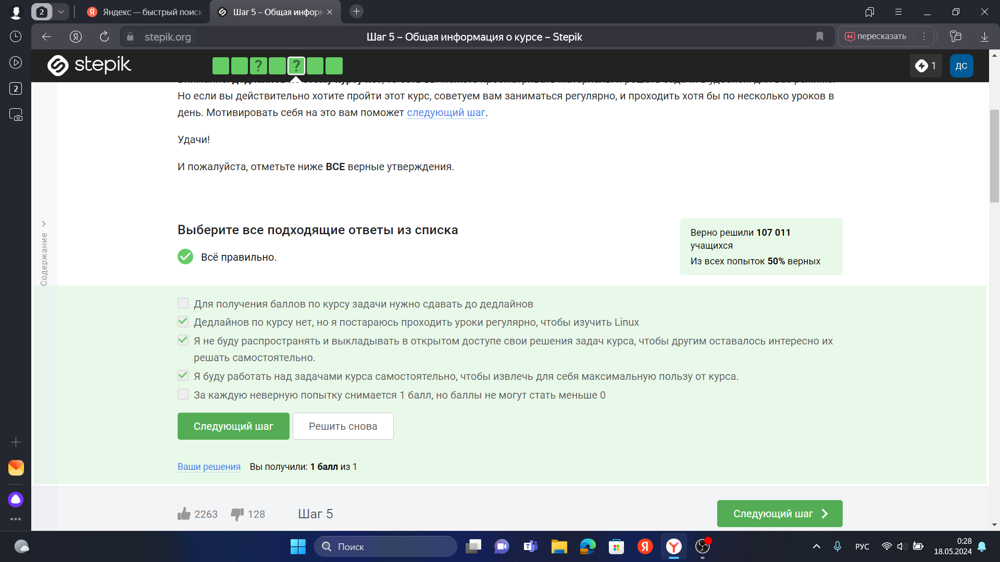 2
Яндекс — быстрый поиск
Шаг 5 – Общая информ
stepik.org
Шаг 5 – Общая информация о курсе – Stepik
пересказать
stepik
?
?
1
ДС
2
Но если вы действительно хотите пройти этот курс, советуем вам заниматься регулярно, и проходить хотя бы по несколько уроков в
день. Мотивировать себя на это вам поможет следующий шаг.
Удачи!
И пожалуйста, отметьте ниже ВСЕ верные утверждения.
Содержание
Выберите все подходящие ответы из списка
Всё правильно.
Верно решили 107 011
учащихся
Из всех попыток 50% верных
Для получения баллов по курсу задачи нужно сдавать до дедлайнов
Дедлайнов по курсу нет, но я постараюсь проходить уроки регулярно, чтобы изучить Linux
Я не буду распространять и выкладывать в открытом доступе свои решения задач курса, чтобы другим оставалось интересно их
решать самостоятельно.
Я буду работать над задачами курса самостоятельно, чтобы извлечь для себя максимальную пользу от курса.
За каждую неверную попытку снимается 1 балл, но баллы не могут стать меньше 0
Следующий шаг
Решить снова
Ваши решения Вы получили: 1 балл из 1
2263
128
Шаг 5
Следующий шаг
Поиск
РУС
0:28
18.05.2024